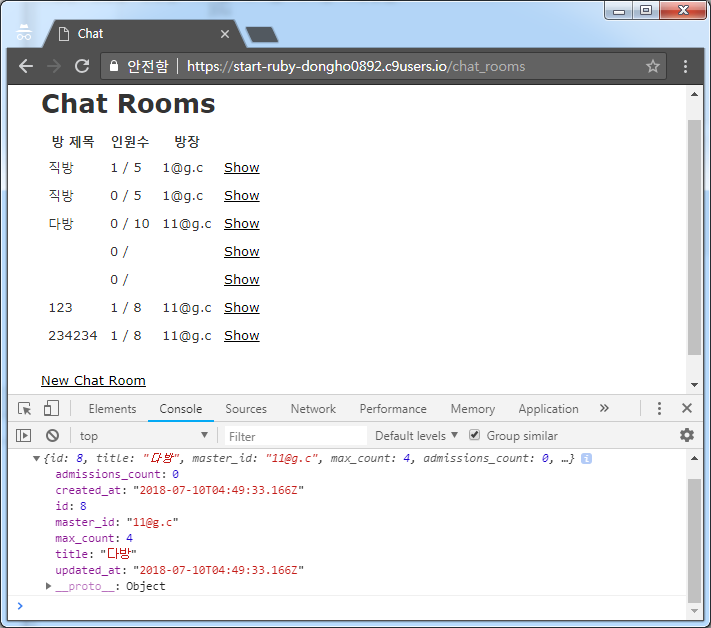 Chat
안전함 | https://start-ruby-dongho0892.c9users.io/chat_rooms
Chat Rooms
방 제목 인원수 방장
직방 1 / 5 1@g.c Show
직방 0 / 5 1@g.c Show
다방 0 / 10 11@g.c Show
0 / Show
0 / Show
123 1 / 8 11@g.c Show
234234 1 / 8 11@g.c Show
New Chat Room
Elements Console Sources Network Performance Memory Application »
top Filter Default levels Group similar
{id: 8, title: "다방", master_id: "11@g.c", max_count: 4, admissions_count: 0, …}
admissions_count: 0
created_at: "2018-07-10T04:49:33.166Z"
id: 8
master_id: "11@g.c"
max_count: 4
title: "다방"
updated_at: "2018-07-10T04:49:33.166Z"
__proto__: Object